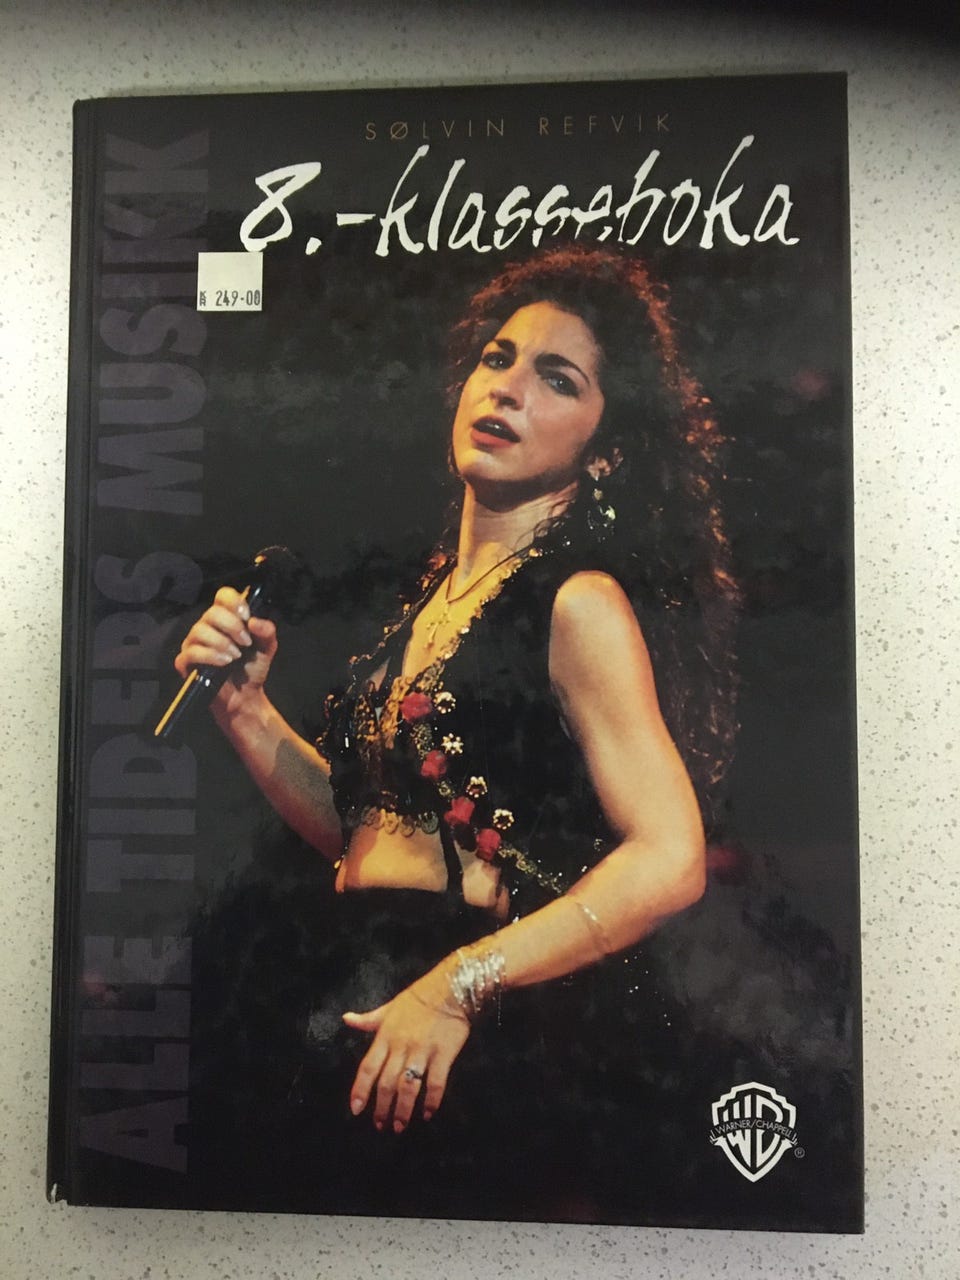 SØLVIN REFVIK
8.-klasseboka
KR 249-00
ALLE TIDERS MUSIKK
WARNER/CHAPPELL
WB
®